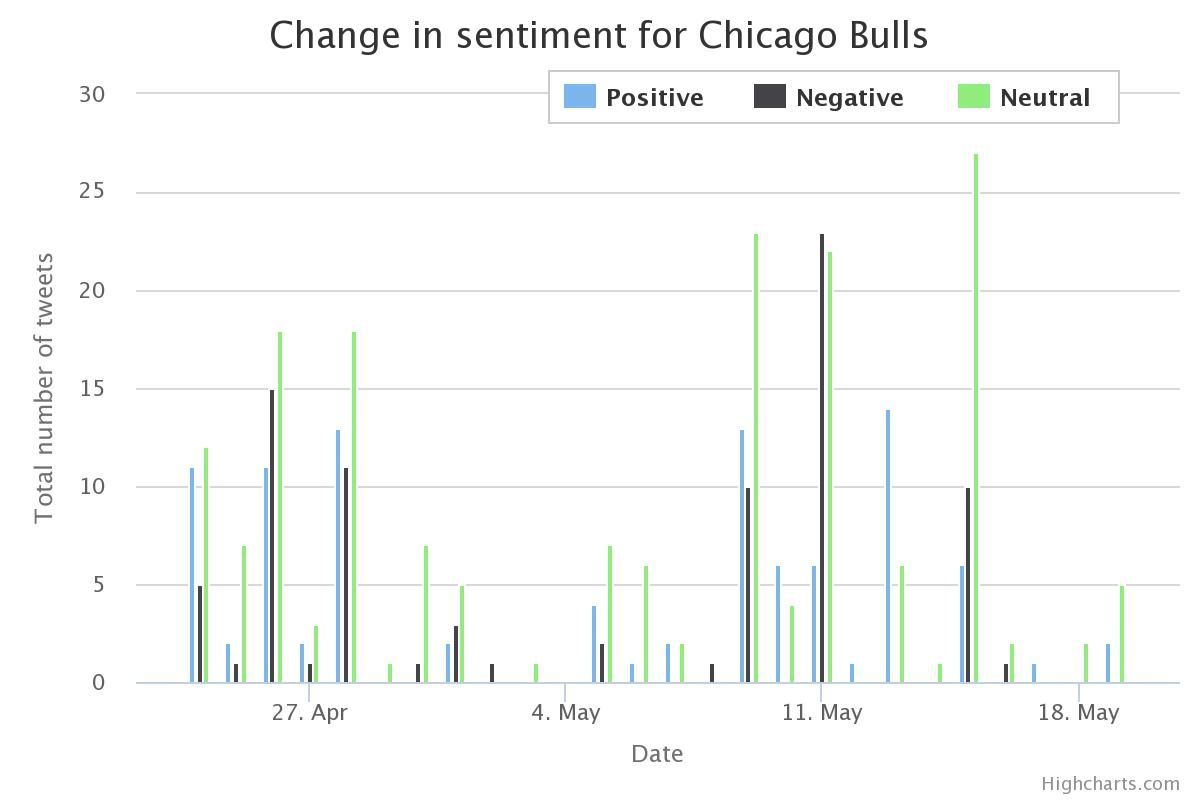 Change in sentiment for Chicago Bulls
Positive Negative Neutral
30
25
20
15
10
5
0
Total number of tweets
27. Apr 4. May 11. May 18. May
Date
Highcharts.com